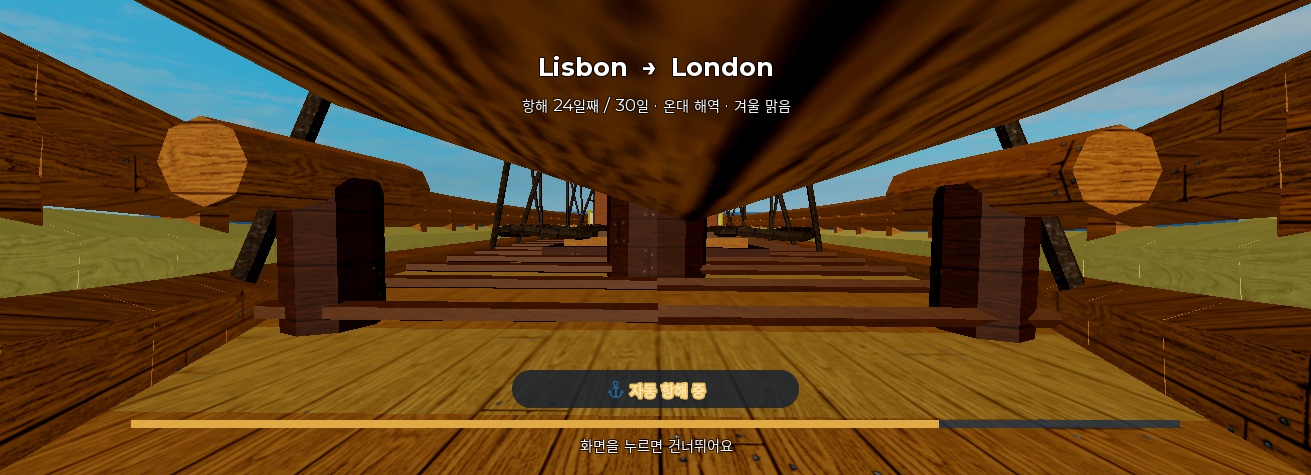 Lisbon → London
항해 24일째 / 30일 · 온대 해역 · 겨울 맑음
⚓ 자동 항해 중
화면을 누르면 건너뛰어요